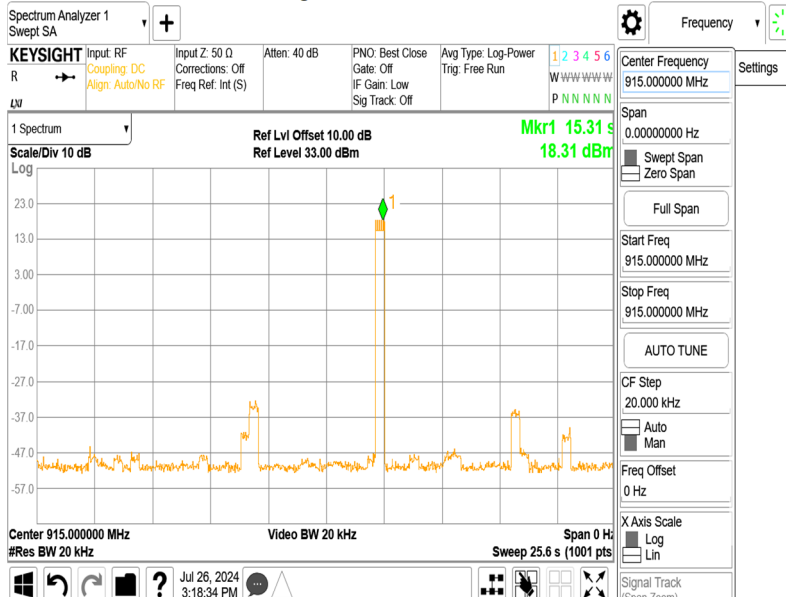 Spectrum Analyzer 1
Swept SA
Frequency
KEYSIGHT
R
LXI
Input: RF
Coupling: DC
Align: Auto/No RF
Input Z: 50 Ω
Corrections: Off
Freq Ref: Int (S)
Atten: 40 dB
PNO: Best Close
Gate: Off
IF Gain: Low
Sig Track: Off
Avg Type: Log-Power
Trig: Free Run
1 2 3 4 5 6
W W W W W W
P N N N N N
Settings
1 Spectrum
Scale/Div 10 dB
Log
Ref Lvl Offset 10.00 dB
Ref Level 33.00 dBm
Mkr1 15.31 s
18.31 dBm
1
23.0
13.0
3.00
-7.00
-17.0
-27.0
-37.0
-47.0
-57.0
Center 915.000000 MHz
#Res BW 20 kHz
Video BW 20 kHz
Span 0 Hz
Sweep 25.6 s (1001 pts
Center Frequency
915.000000 MHz
Span
0.00000000 Hz
Swept Span
Zero Span
Full Span
Start Freq
915.000000 MHz
Stop Freq
915.000000 MHz
AUTO TUNE
CF Step
20.000 kHz
Auto
Man
Freq Offset
0 Hz
X Axis Scale
Log
Lin
Signal Track
(Span Zoom)
?
Jul 26, 2024
3:18:34 PM